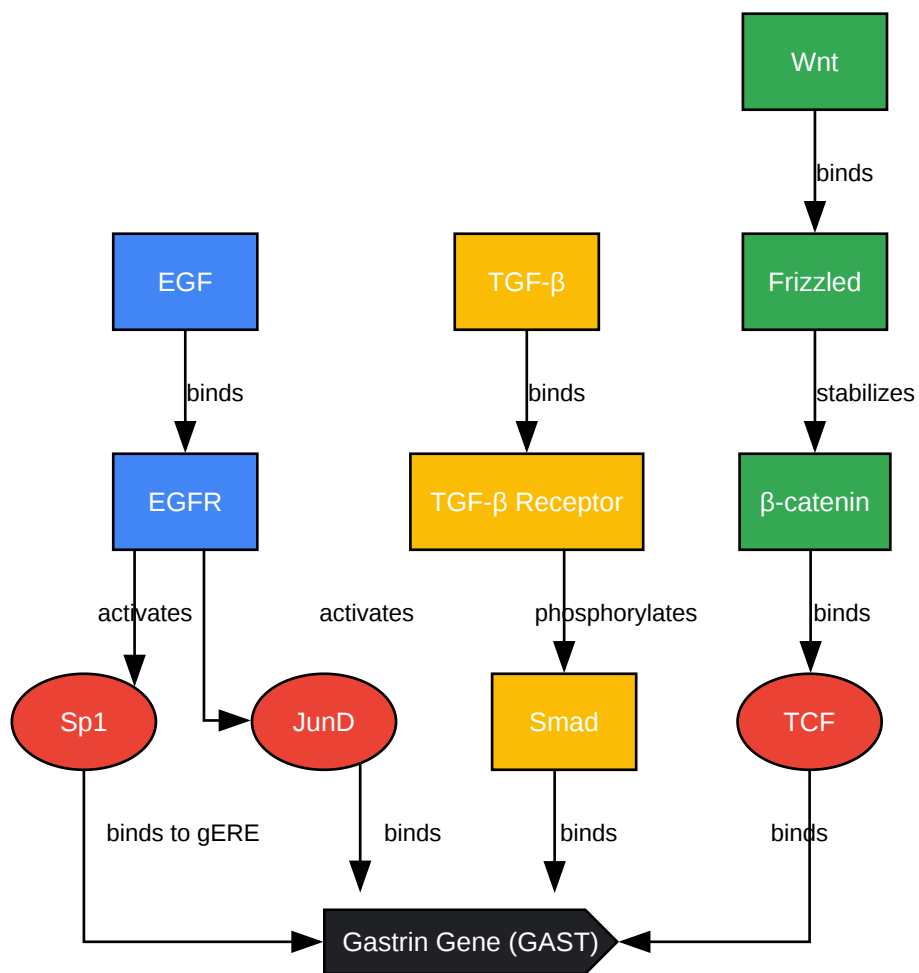 Wnt
binds
EGF
TGF-β
Frizzled
binds
binds
stabilizes
EGFR
TGF-β Receptor
β-catenin
activates
activates
phosphorylates
binds
Sp1
JunD
Smad
TCF
binds to gERE
binds
binds
binds
Gastrin Gene (GAST)